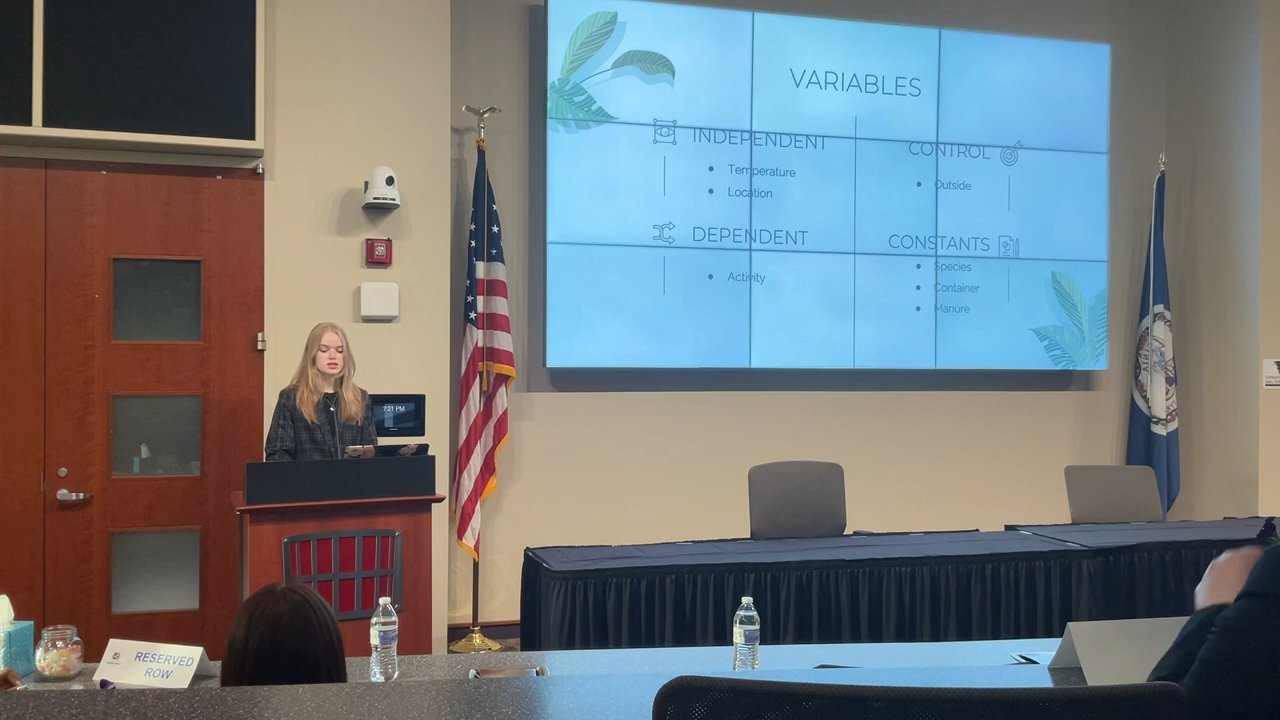 VARIABLES
INDEPENDENT
Temperature
Location
DEPENDENT
Activity
CONTROL
Outside
CONSTANTS
Species
Container
Manure
7:21 PM
RESERVED
ROW